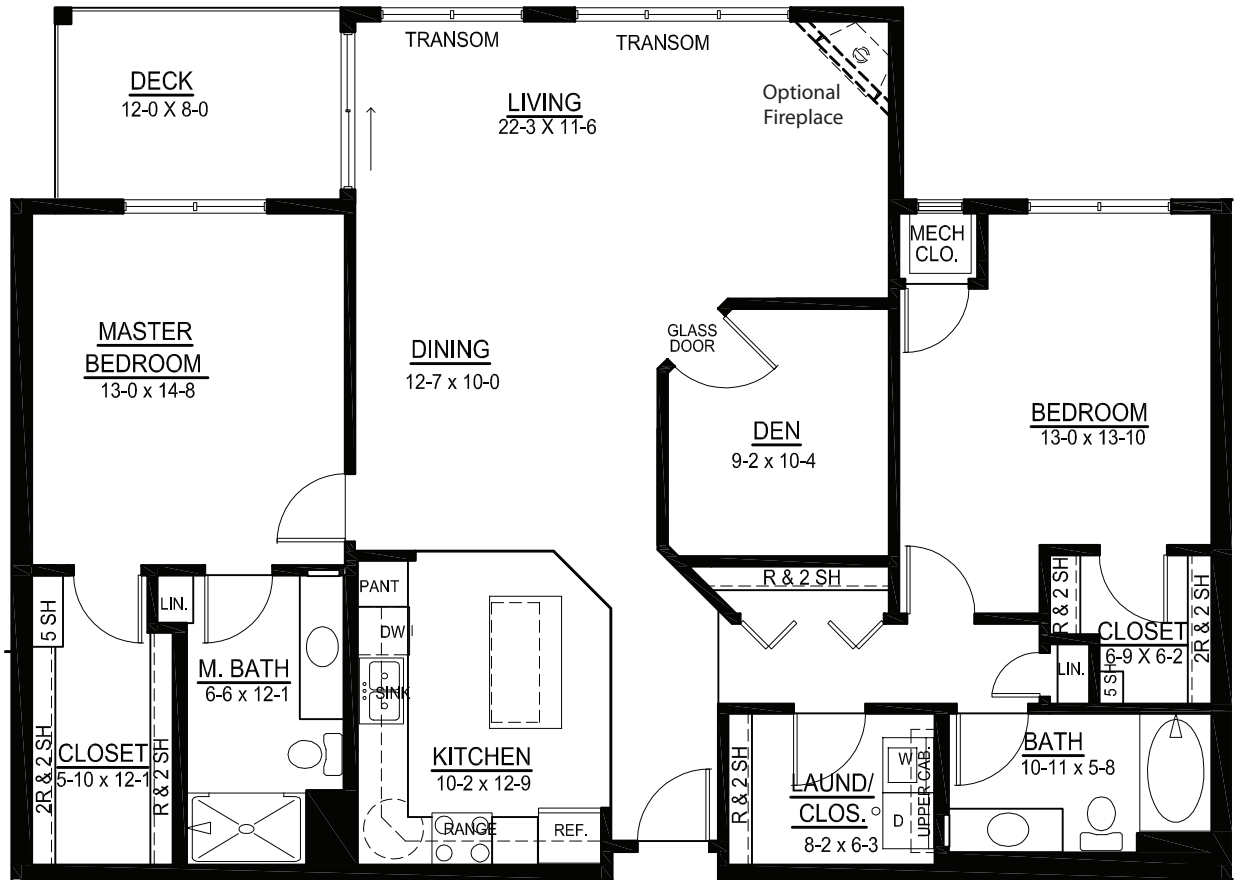 TRANSOM
TRANSOM
DECK
12-0 X 8-0
LIVING
22-3 X 11-6
Optional
Fireplace
MECH
CLO.
MASTER
BEDROOM
13-0 x 14-8
DINING
12-7 x 10-0
GLASS
DOOR
DEN
9-2 x 10-4
BEDROOM
13-0 x 13-10
PANT
R & 2 SH
R & 2 SH
5 SH
LIN.
DW
CLOSET
6-9 X 6-2
2R & 2 SH
M. BATH
6-6 x 12-1
SINK
LIN.
5 SH
CLOSET
5-10 x 12-1
2R & 2 SH
R & 2 SH
KITCHEN
10-2 x 12-9
RANGE
REF.
R & 2 SH
LAUND/
CLOS.
8-2 x 6-3
W
D
UPPER CAB.
BATH
10-11 x 5-8